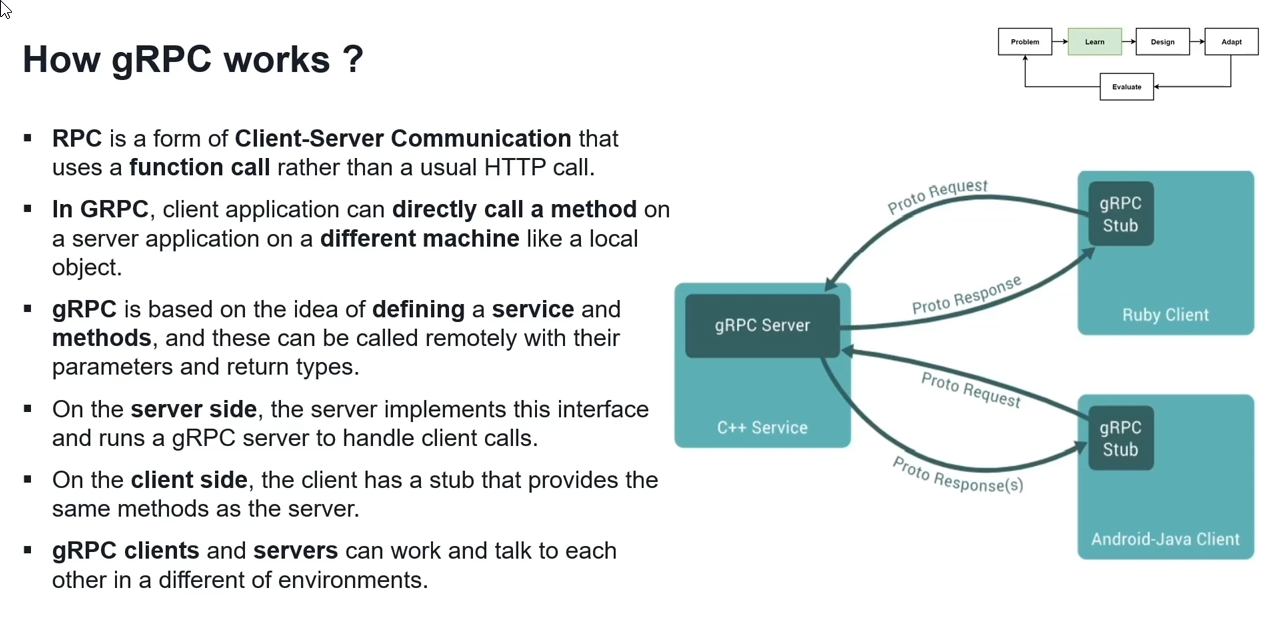 How gRPC works ?
Problem
Learn
Design
Adapt
Evaluate
▪ RPC is a form of Client-Server Communication that
uses a function call rather than a usual HTTP call.
▪ In GRPC, client application can directly call a method on
a server application on a different machine like a local
object.
▪ gRPC is based on the idea of defining a service and
methods, and these can be called remotely with their
parameters and return types.
▪ On the server side, the server implements this interface
and runs a gRPC server to handle client calls.
▪ On the client side, the client has a stub that provides the
same methods as the server.
▪ gRPC clients and servers can work and talk to each
other in a different of environments.
gRPC Server
C++ Service
Proto Request
Proto Response
gRPC
Stub
Ruby Client
Proto Request
Proto Response(s)
gRPC
Stub
Android-Java Client